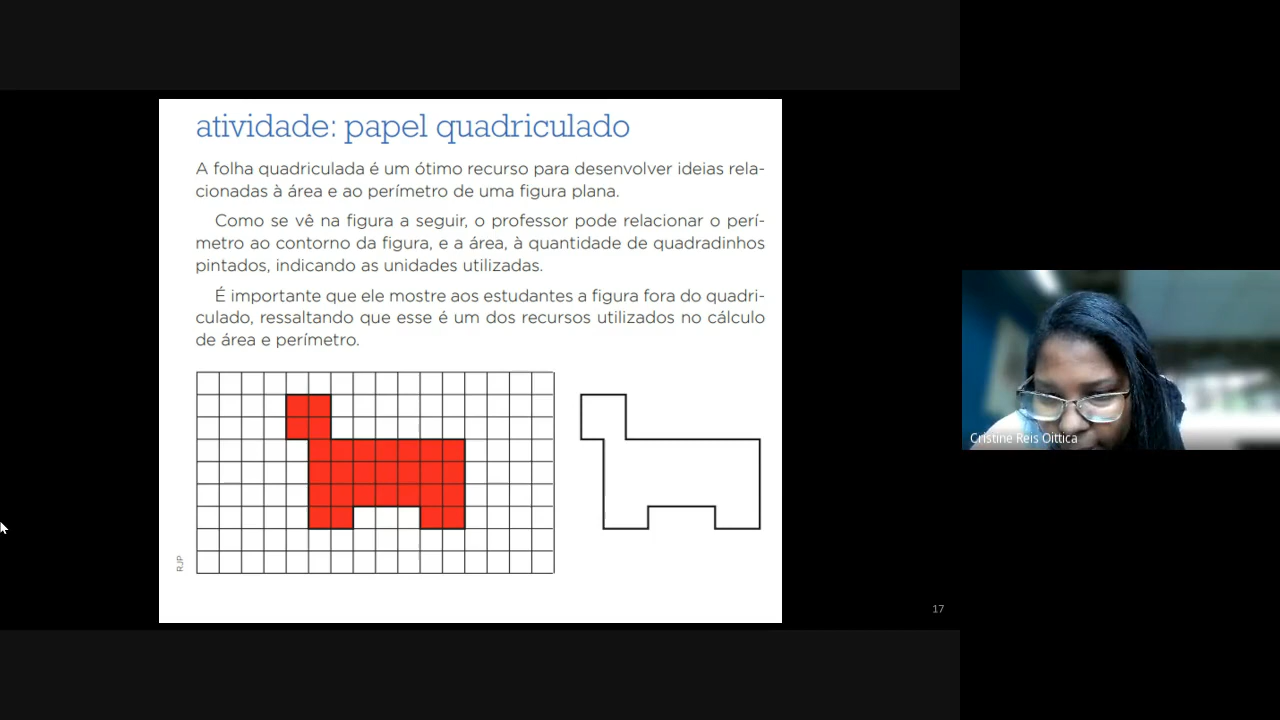 atividade: papel quadriculado
A folha quadriculada é um ótimo recurso para desenvolver ideias rela-
cionadas à área e ao perímetro de uma figura plana.
Como se vê na figura a seguir, o professor pode relacionar o perí-
metro ao contorno da figura, e a área, à quantidade de quadradinhos
pintados, indicando as unidades utilizadas.
É importante que ele mostre aos estudantes a figura fora do quadri-
culado, ressaltando que esse é um dos recursos utilizados no cálculo
de área e perímetro.
RJP
17
Cristine Reis Oittica